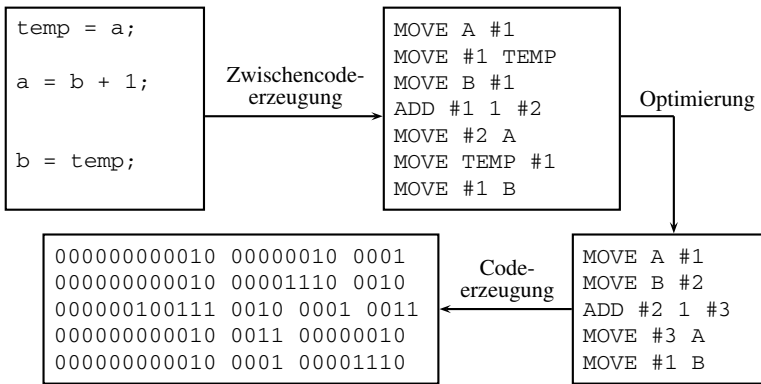 temp = a;
a = b + 1;
b = temp;
Zwischencode-
erzeugung
MOVE A #1
MOVE #1 TEMP
MOVE B #1
ADD #1 1 #2
MOVE #2 A
MOVE TEMP #1
MOVE #1 B
Optimierung
MOVE A #1
MOVE B #2
ADD #2 1 #3
MOVE #3 A
MOVE #1 B
Code-
erzeugung
000000000010 00000010 0001
000000000010 00001110 0010
000000100111 0010 0001 0011
000000000010 0011 00000010
000000000010 0001 00001110